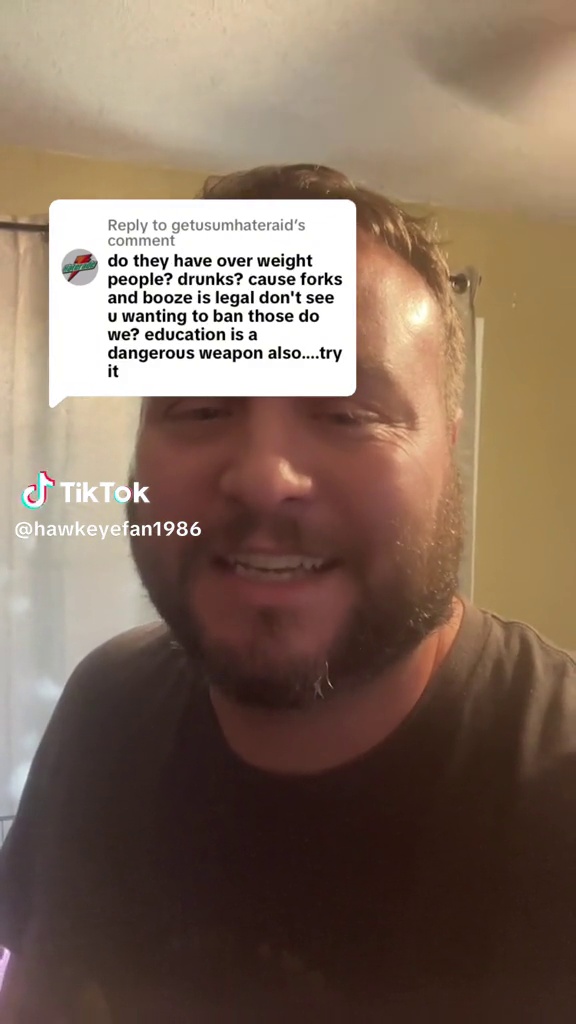 Reply to getusumhateraid's
comment
do they have over weight
people? drunks? cause forks
and booze is legal don't see
u wanting to ban those do
we? education is a
dangerous weapon also....try
it
TikTok
@hawkeyefan1986